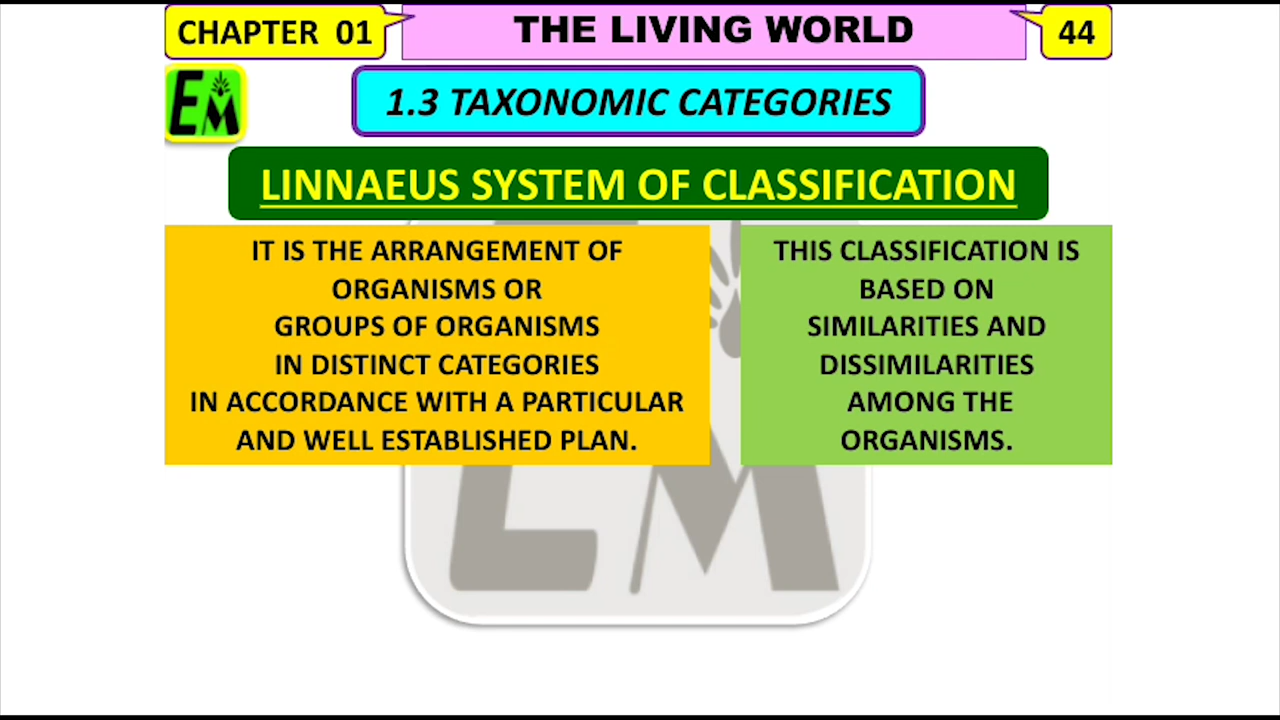 CHAPTER 01
THE LIVING WORLD
44
EM
1.3 TAXONOMIC CATEGORIES
LINNAEUS SYSTEM OF CLASSIFICATION
IT IS THE ARRANGEMENT OF
ORGANISMS OR
GROUPS OF ORGANISMS
IN DISTINCT CATEGORIES
IN ACCORDANCE WITH A PARTICULAR
AND WELL ESTABLISHED PLAN.
THIS CLASSIFICATION IS
BASED ON
SIMILARITIES AND
DISSIMILARITIES
AMONG THE
ORGANISMS.
EM